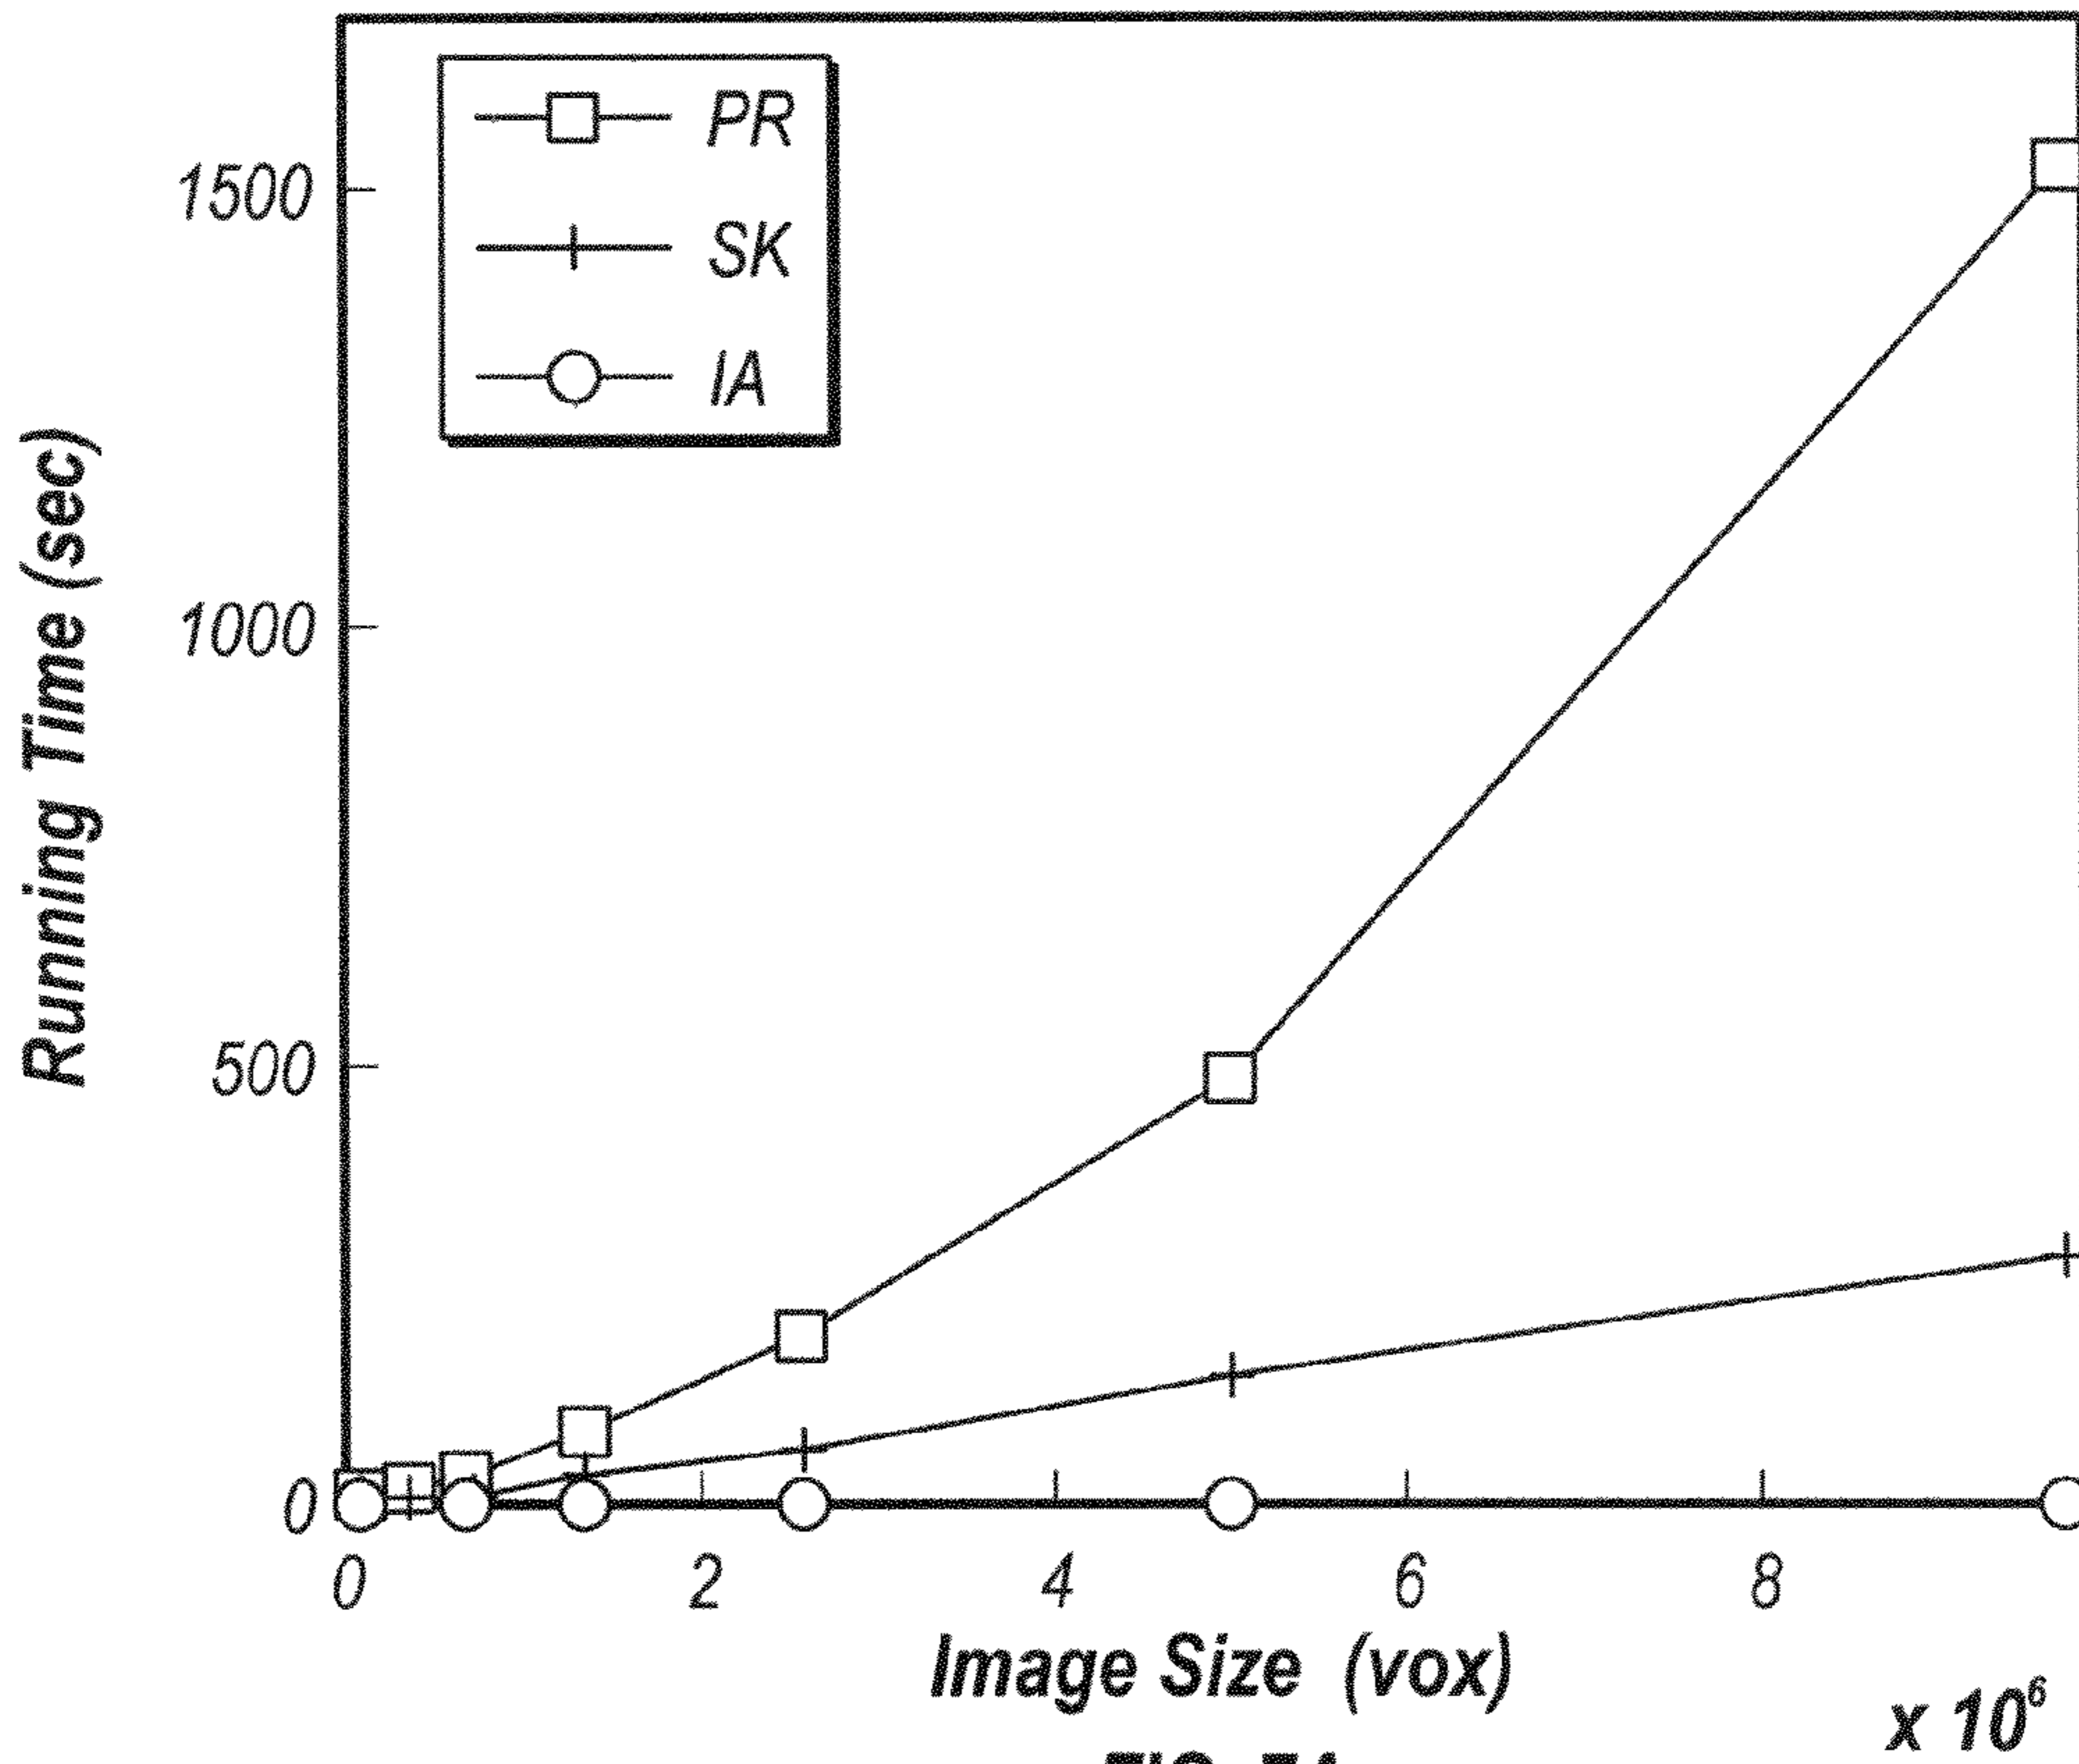 PR
SK
IA
1500
1000
500
0
Running Time (sec)
0 2 4 6 8
Image Size (vox)
x 10⁶